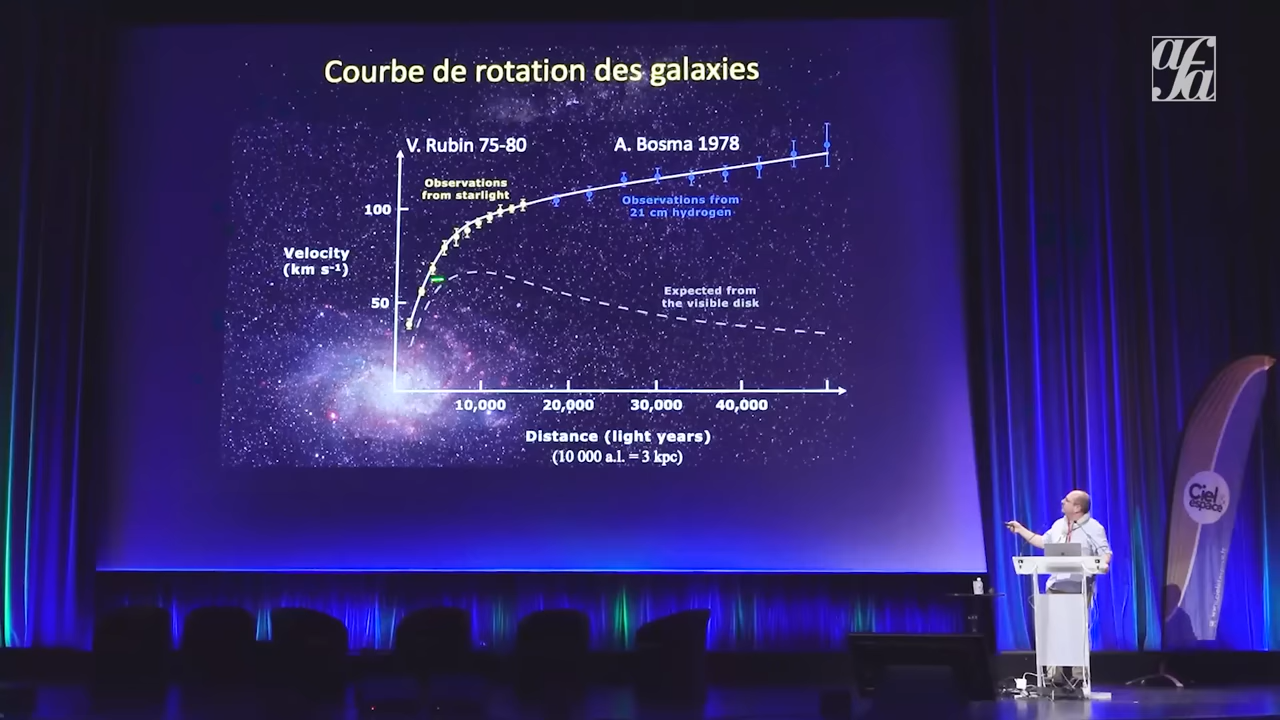 Courbe de rotation des galaxies
afa
V. Rubin 75-80
A. Bosma 1978
Observations
from starlight
Observations from
21 cm hydrogen
100
Velocity
(km s-1)
50
Expected from
the visible disk
10,000
20,000
30,000
40,000
Distance (light years)
(10 000 a.l. = 3 kpc)
Ciel
& espace